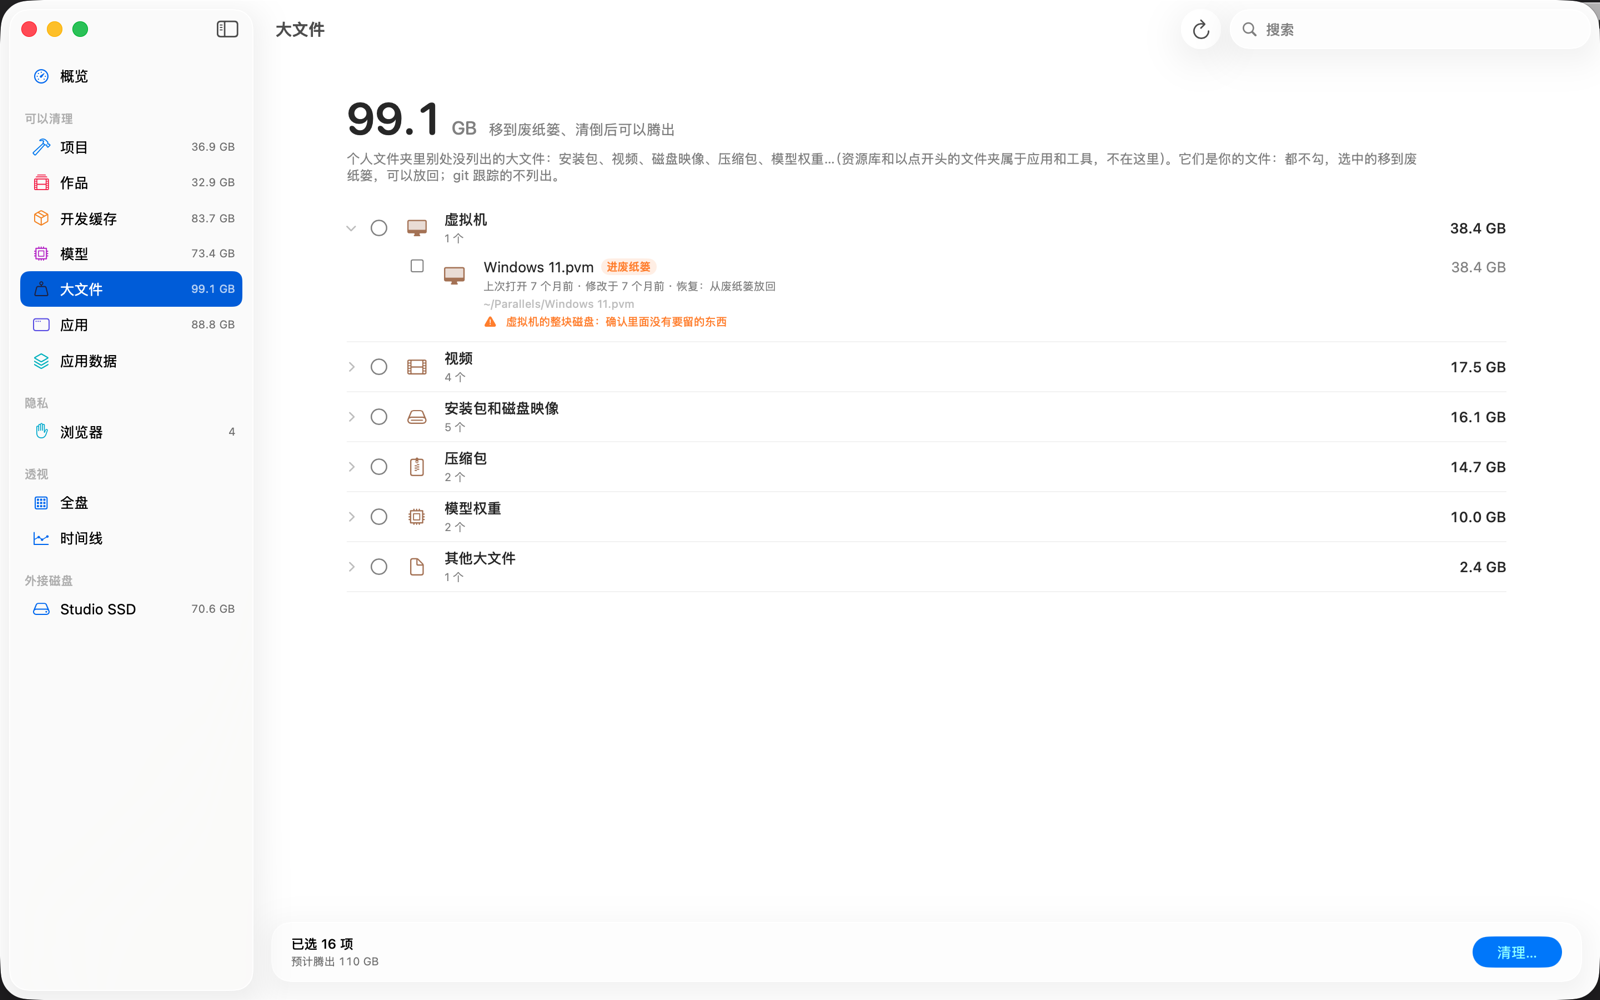 大文件
搜索
概览
可以清理
项目 36.9 GB
作品 32.9 GB
开发缓存 83.7 GB
模型 73.4 GB
大文件 99.1 GB
应用 88.8 GB
应用数据
隐私
浏览器 4
透视
全盘
时间线
外接磁盘
Studio SSD 70.6 GB
99.1 GB 移到废纸篓、清倒后可以腾出
个人文件夹里别处没列出的大文件：安装包、视频、磁盘映像、压缩包、模型权重…（资源库和以点开头的文件夹属于应用和工具，不在这里）。它们是你的文件：都不勾，选中的移到废
纸篓，可以放回；git 跟踪的不列出。
虚拟机 38.4 GB
1 个
Windows 11.pvm 进废纸篓 38.4 GB
上次打开 7 个月前 · 修改于 7 个月前 · 恢复：从废纸篓放回
~/Parallels/Windows 11.pvm
虚拟机的整块磁盘：确认里面没有要留的东西
视频 17.5 GB
4 个
安装包和磁盘映像 16.1 GB
5 个
压缩包 14.7 GB
2 个
模型权重 10.0 GB
2 个
其他大文件 2.4 GB
1 个
已选 16 项
预计腾出 110 GB
清理...